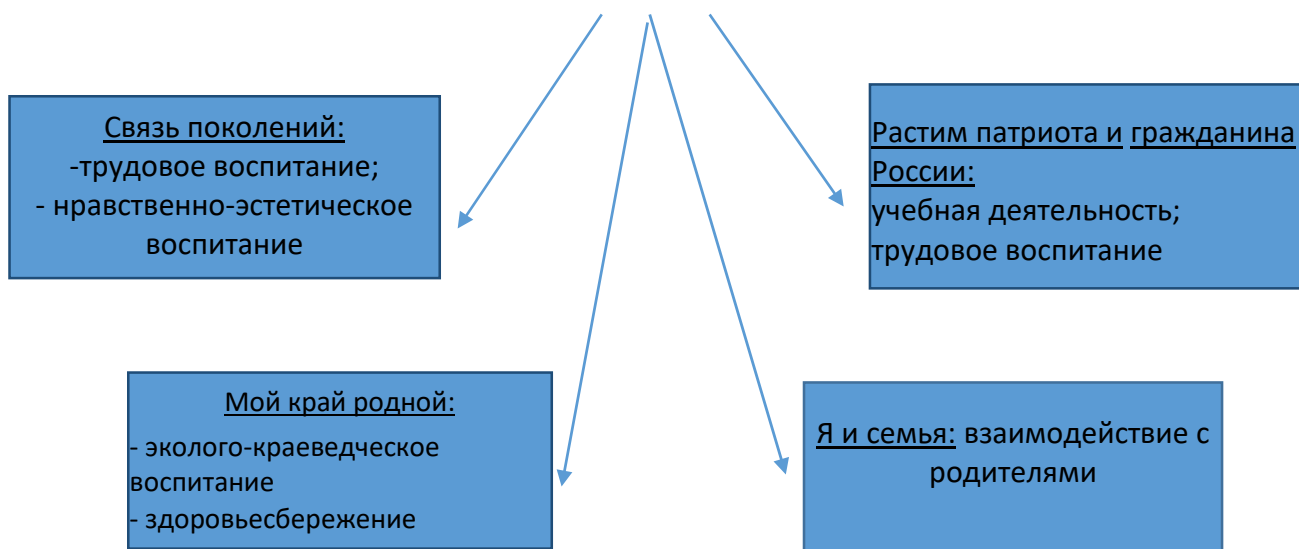 Связь поколений:
-трудовое воспитание;
- нравственно-эстетическое
воспитание
Растим патриота и гражданина
России:
учебная деятельность;
трудовое воспитание
Мой край родной:
- эколого-краеведческое
воспитание
- здоровьесбережение
Я и семья: взаимодействие с
родителями